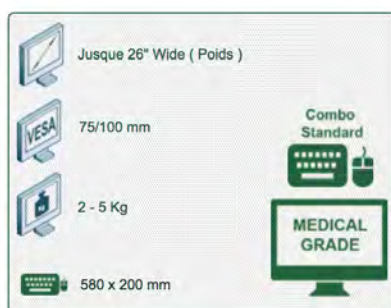 Jusque 26" Wide ( Poids )
VESA
75/100 mm
2 - 5 Kg
580 x 200 mm
Combo
Standard
MEDICAL
GRADE